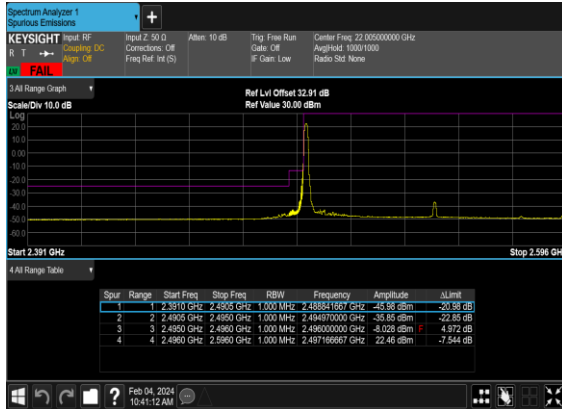 Spectrum Analyzer 1
Spurious Emissions
KEYSIGHT Input: RF Input Z: 50 Ω Atten: 10 dB Trig: Free Run Center Freq: 22.005000000 GHz
R T Coupling: DC Corrections: Off Gate: Off Avg|Hold: 1000/1000
Align: Off Freq Ref: Int (S) IF Gain: Low Radio Std: None
LU FAIL
3 All Range Graph
Ref Lvl Offset 32.91 dB
Scale/Div 10.0 dB Ref Value 30.00 dBm
Log
20.0
10.0
0.00
-10.0
-20.0
-30.0
-40.0
-50.0
-60.0
Start 2.391 GHz Stop 2.596 GHz
4 All Range Table
Spur Range Start Freq Stop Freq RBW Frequency Amplitude ΔLimit
1 1 2.3910 GHz 2.4905 GHz 1.000 MHz 2.488841667 GHz -45.98 dBm -20.98 dB
2 2 2.4905 GHz 2.4950 GHz 1.000 MHz 2.494970000 GHz -35.85 dBm -22.85 dB
3 3 2.4950 GHz 2.4960 GHz 1.000 MHz 2.496000000 GHz -8.028 dBm F 4.972 dB
4 4 2.4960 GHz 2.5960 GHz 1.000 MHz 2.497166667 GHz 22.46 dBm -7.544 dB
Feb 04, 2024
10:41:12 AM